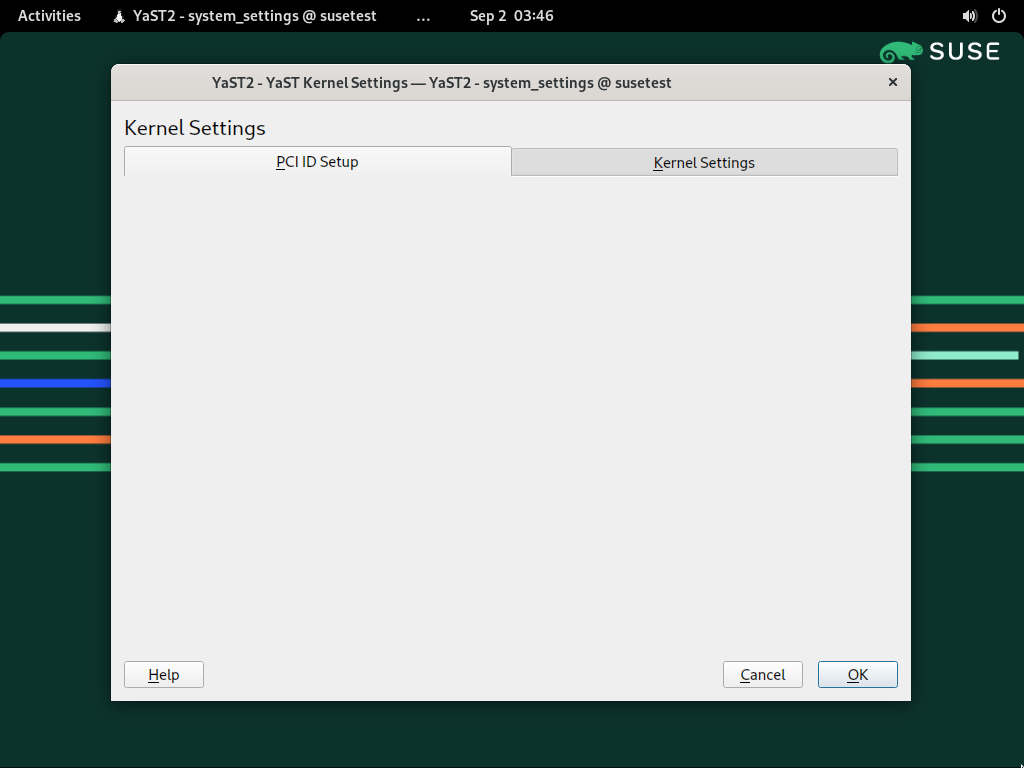 Activities YaST2 - system_settings @ susetest ... Sep 2 03:46
SUSE
YaST2 - YaST Kernel Settings — YaST2 - system_settings @ susetest ×
Kernel Settings
PCI ID Setup Kernel Settings
Help Cancel OK